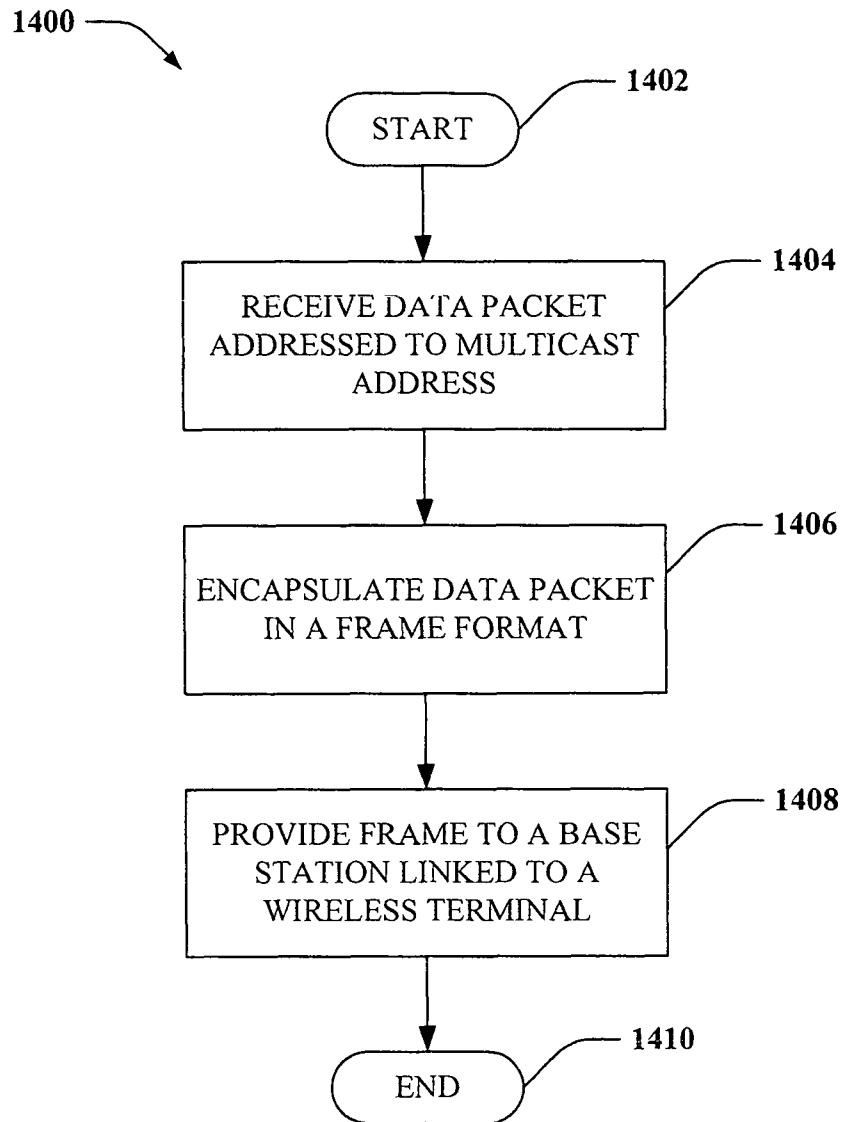 1400
1402
START
1404
RECEIVE DATA PACKET
ADDRESSED TO MULTICAST
ADDRESS
1406
ENCAPSULATE DATA PACKET
IN A FRAME FORMAT
1408
PROVIDE FRAME TO A BASE
STATION LINKED TO A
WIRELESS TERMINAL
1410
END